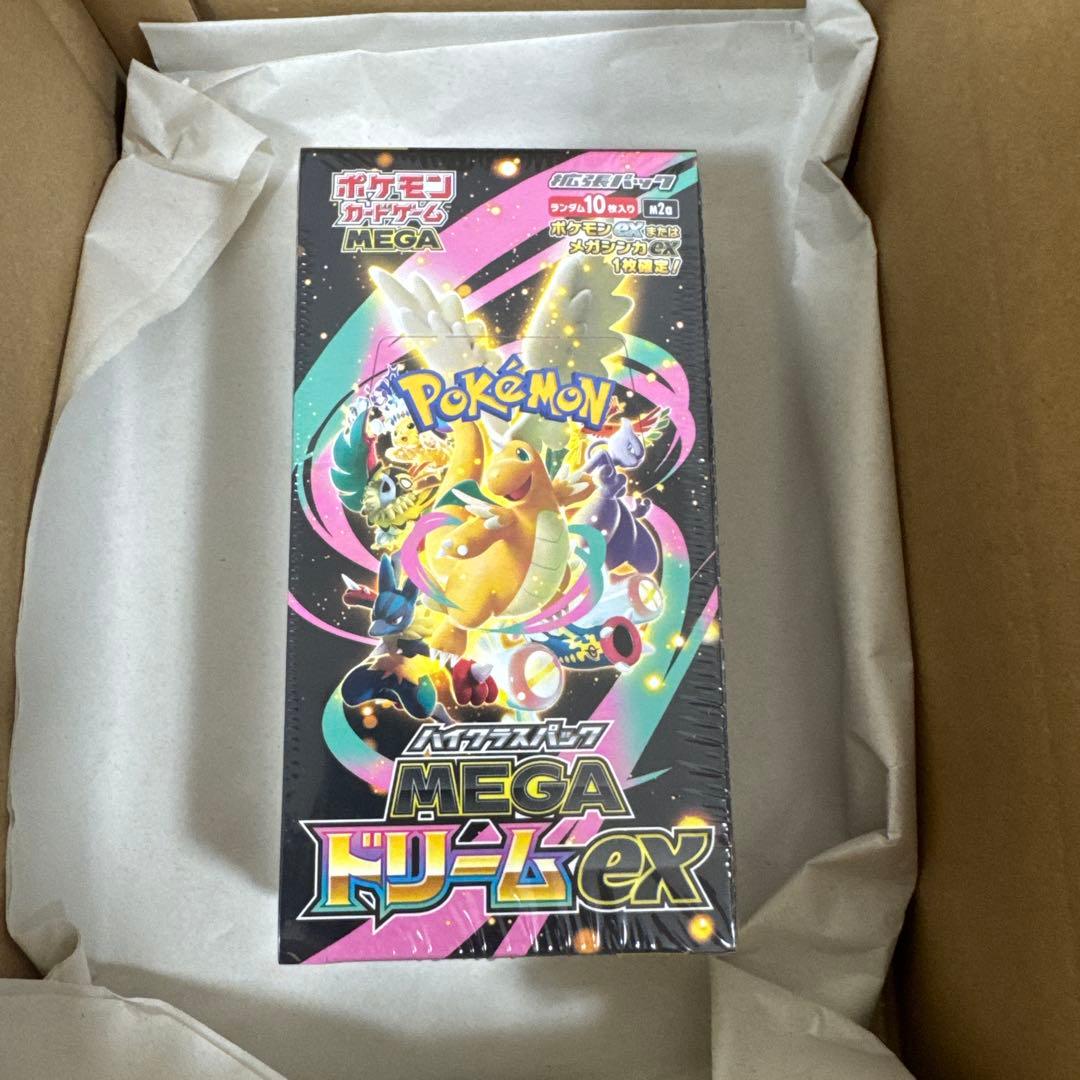 ポケモン
カードゲーム
MEGA
拡張パック
ランダム10枚入り M2a
ポケモンexまたは
メガシンカex
1枚確定!
POKéMON
ハイクラスパック
MEGA
ドリームex